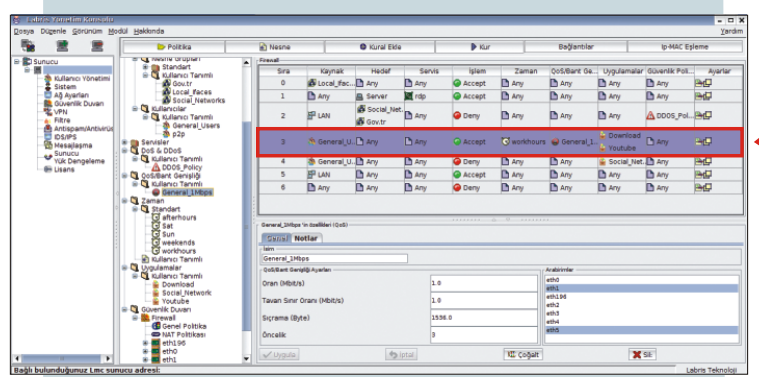 Labris Yönetim Konsolu
Dosya Düzenle Görünüm Modül Hakkında
Yardım
Politika
Nesne
Kural Ekle
Kur
Bağlantılar
Ip-MAC Eşleme
Sunucu
Kullanıcı Yönetimi
Sistem
Ağ Ayarları
Güvenlik Duvarı
VPN
Filtre
Antispam/Antivirüs
IDS/IPS
Mesajlaşma
Sunucu
Yük Dengeleme
Lisans
Nesne Grupları
Standart
Kullanıcı Tanımlı
Gov.tr
Local_Faces
Social_Networks
Kullanıcılar
Kullanıcı Tanımlı
General_Users
p2p
Servisler
DoS & DDoS
Kullanıcı Tanımlı
DDOS_Policy
QoS/Bant Genişliği
Kullanıcı Tanımlı
General_1Mbps
Zaman
Standart
afterhours
Sat
Sun
weekends
workhours
Kullanıcı Tanımlı
Uygulamalar
Kullanıcı Tanımlı
Download
Social_Network
Youtube
Güvenlik Duvarı
Firewall
Genel Politika
NAT Politikası
eth196
eth0
eth1
Firewall
Sıra Kaynak Hedef Servis İşlem Zaman QoS/Bant Ge... Uygulamalar Güvenlik Poli... Ayarlar
0 Local_Fac... Any Any Accept Any Any Any Any
1 Any Server rdp Accept Any Any Any Any
2 LAN Social_Net... Gov.tr Any Deny Any Any Any DDOS_Pol...
3 General_U... Any Any Accept workhours General_1... Download Youtube Any
4 General_U... Any Any Deny Any Any Social_Net... Any
5 LAN Any Any Accept Any Any Any Any
6 Any Any Any Deny Any Any Any Any
General_1Mbps 'in özellikleri (QoS)
Genel Notlar
İsim
General_1Mbps
QoS/Bant Genişliği Ayarları
Oran (Mbit/s) 1.0
Tavan Sınır Oranı (Mbit/s) 1.0
Sıçrama (Byte) 1536.0
Öncelik 3
Arabirimler
eth0
eth1
eth196
eth2
eth3
eth4
eth5
Uygula
İptal
Çoğalt
Sil
Bağlı bulunduğunuz Lmc sunucu adresi:
Labris Teknoloji